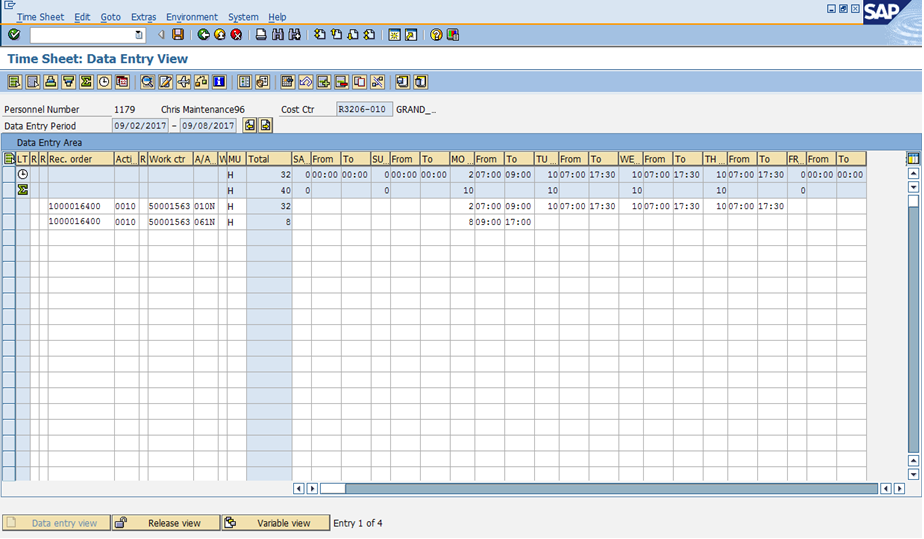 Time Sheet Edit Goto Extras Environment System Help
SAP
Time Sheet: Data Entry View
Personnel Number 1179 Chris Maintenance96 Cost Ctr R3206-010 GRAND_..
Data Entry Period 09/02/2017 - 09/08/2017
Data Entry Area
LT R R Rec. order Acti.. R Work ctr A/A.. W MU Total SA.. From To SU.. From To MO.. From To TU.. From To WE.. From To TH.. From To FR.. From To
H 32 0 00:00 00:00 0 00:00 00:00 2 07:00 09:00 10 07:00 17:30 10 07:00 17:30 10 07:00 17:30 0 00:00 00:00
Σ H 40 0 0 10 10 10 10 0
1000016400 0010 50001563 010N H 32 2 07:00 09:00 10 07:00 17:30 10 07:00 17:30 10 07:00 17:30
1000016400 0010 50001563 061N H 8 8 09:00 17:00
Data entry view Release view Variable view Entry 1 of 4